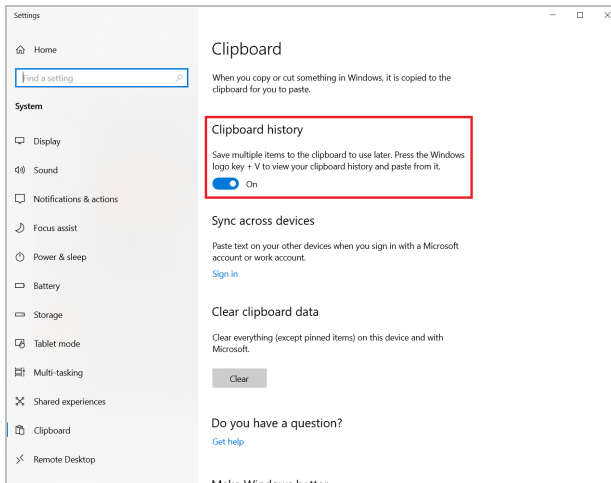 Settings
Home
Find a setting
System
Display
Sound
Notifications & actions
Focus assist
Power & sleep
Battery
Storage
Tablet mode
Multi-tasking
Shared experiences
Clipboard
Remote Desktop
Clipboard
When you copy or cut something in Windows, it is copied to the
clipboard for you to paste.
Clipboard history
Save multiple items to the clipboard to use later. Press the Windows
logo key + V to view your clipboard history and paste from it.
On
Sync across devices
Paste text on your other devices when you sign in with a Microsoft
account or work account.
Sign in
Clear clipboard data
Clear everything (except pinned items) on this device and with
Microsoft.
Clear
Do you have a question?
Get help
Make Windows better